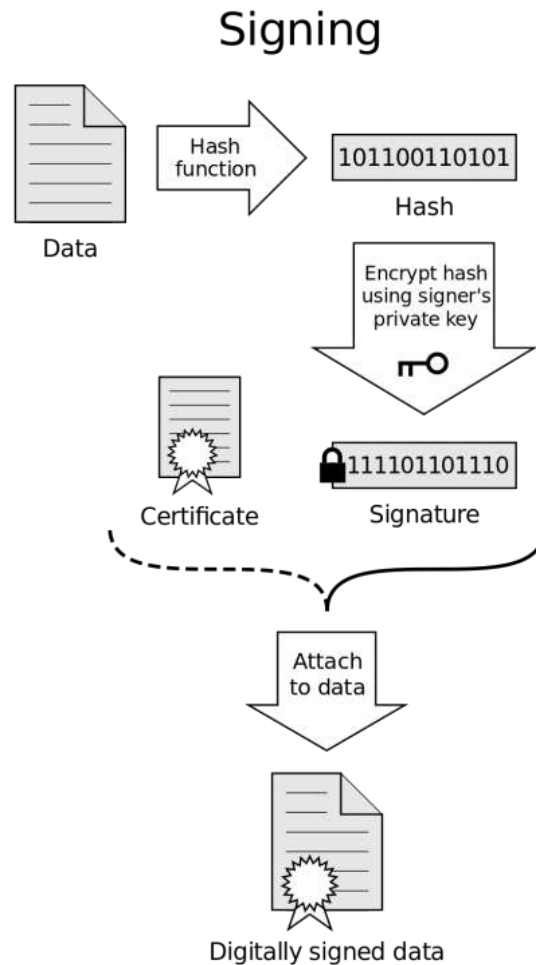 Signing
Hash
function
101100110101
Hash
Data
Encrypt hash
using signer's
private key
111101101110
Certificate
Signature
Attach
to data
Digitally signed data